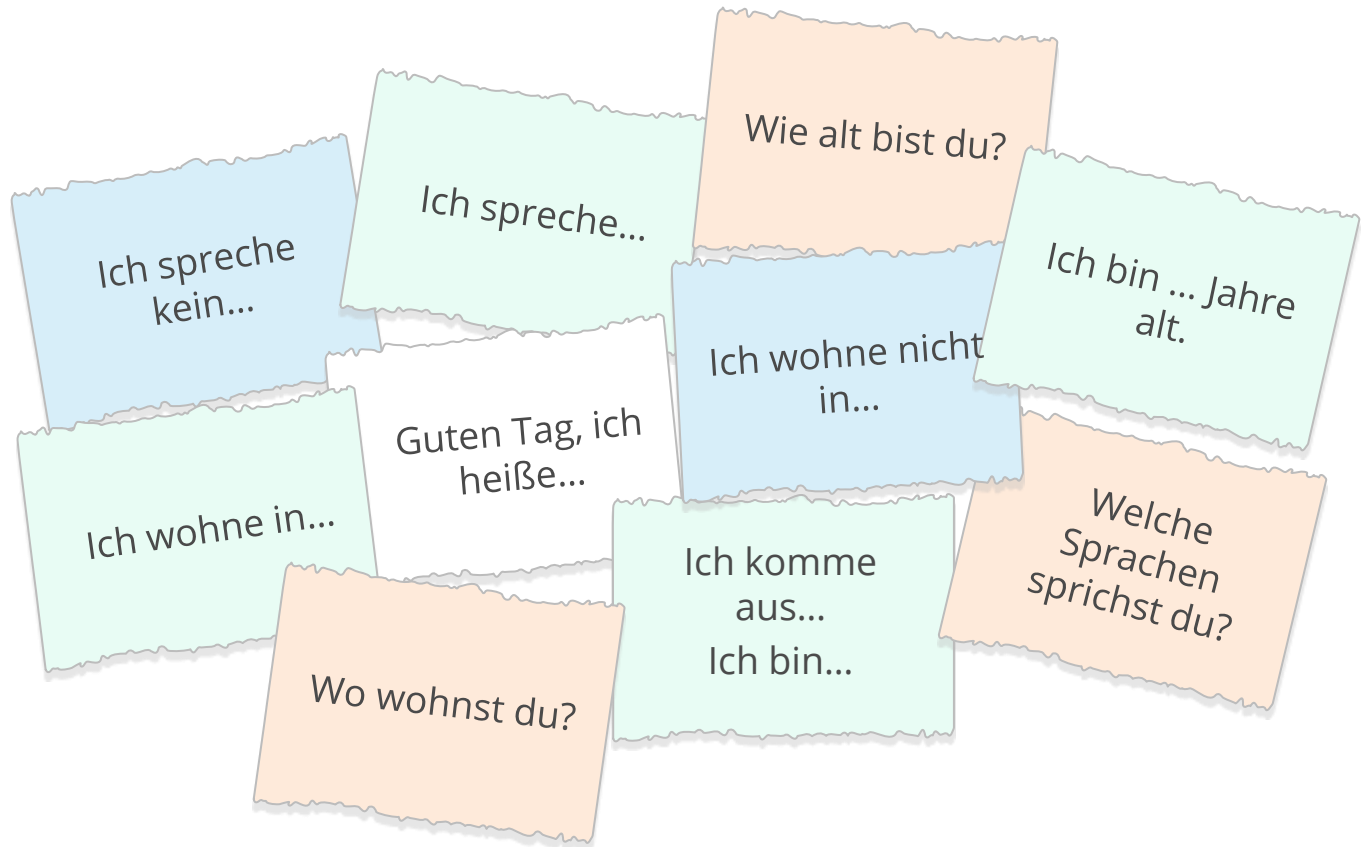 Wie alt bist du?
Ich spreche...
Ich spreche
kein...
Ich bin ... Jahre
alt.
Ich wohne nicht
in...
Guten Tag, ich
heiße...
Ich wohne in...
Welche
Sprachen
sprichst du?
Ich komme
aus...
Ich bin...
Wo wohnst du?